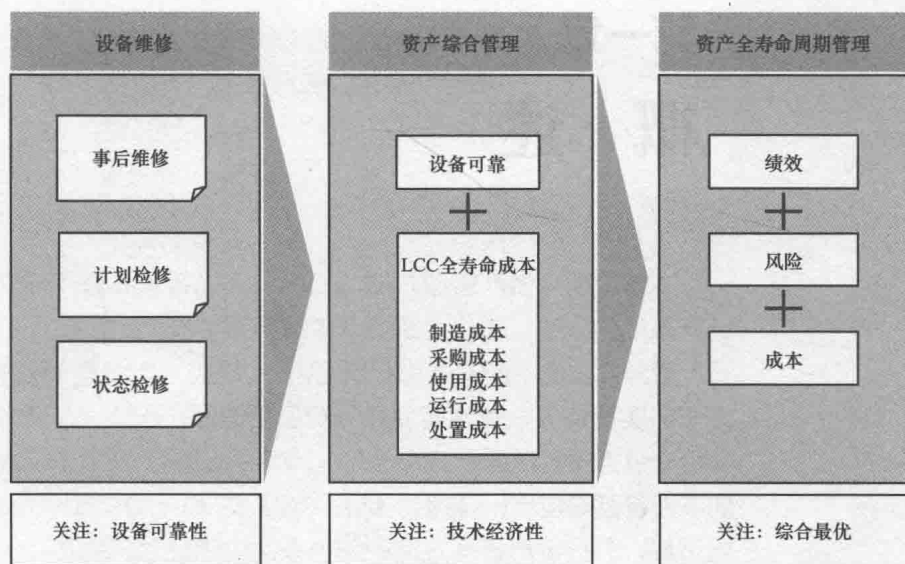 设备维修
事后维修
计划检修
状态检修
关注：设备可靠性
资产综合管理
设备可靠
+
LCC全寿命成本
制造成本
采购成本
使用成本
运行成本
处置成本
关注：技术经济性
资产全寿命周期管理
绩效
+
风险
+
成本
关注：综合最优